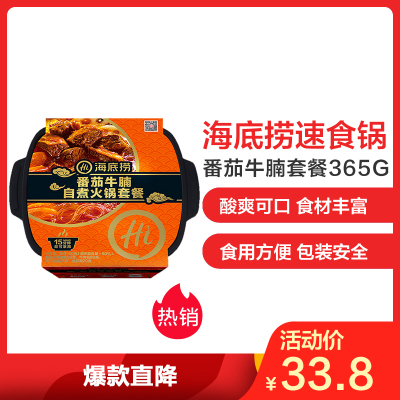 海底捞速食锅
番茄牛腩套餐365G
酸爽可口 食材丰富
食用方便 包装安全
Hi 海底捞
番茄牛腩
自煮火锅套餐
Hi
热销
爆款直降
活动价
¥33.8